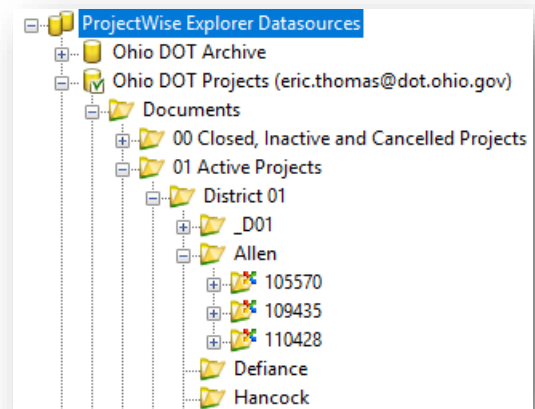 ProjectWise Explorer Datasources
Ohio DOT Archive
Ohio DOT Projects (eric.thomas@dot.ohio.gov)
Documents
00 Closed, Inactive and Cancelled Projects
01 Active Projects
District 01
_D01
Allen
105570
109435
110428
Defiance
Hancock